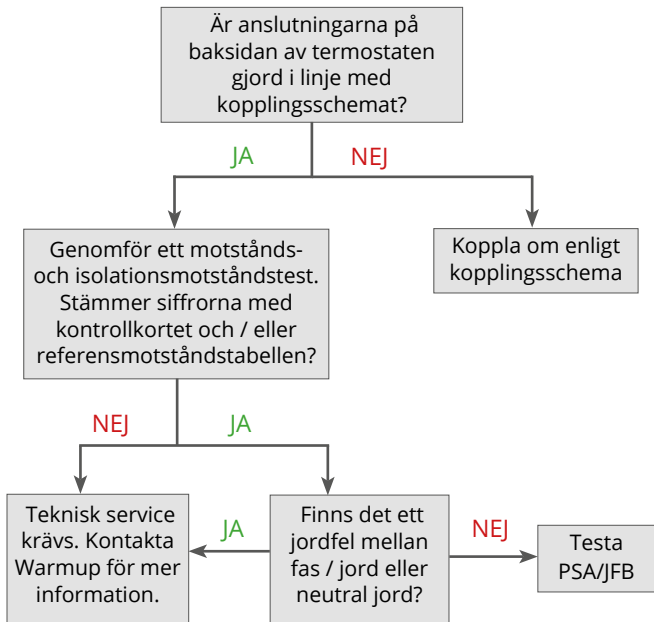 Är anslutningarna på
baksidan av termostaten
gjord i linje med
kopplingsschemat?
JA
NEJ
Genomför ett motstånds-
och isolationsmotståndstest.
Stämmer siffrorna med
kontrollkortet och / eller
referensmotståndstabellen?
Koppla om enligt
kopplingsschema
NEJ
JA
Teknisk service
krävs. Kontakta
Warmup för mer
information.
JA
Finns det ett
jordfel mellan
fas / jord eller
neutral jord?
NEJ
Testa
PSA/JFB